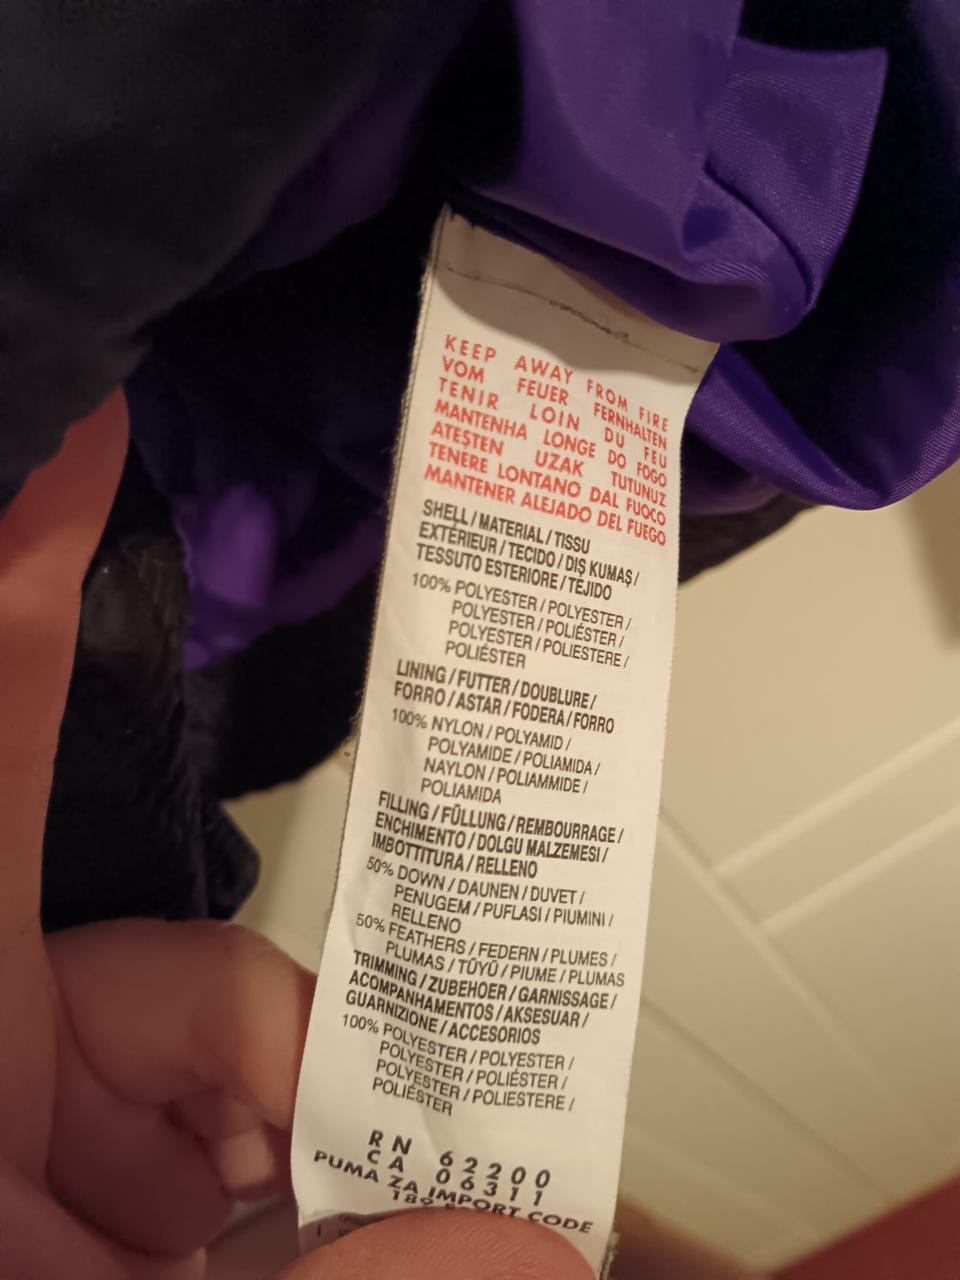 KEEP AWAY FROM FIRE
VOM FEUER FERNHALTEN
TENIR LOIN DU FEU
MANTENHA LONGE DO FOGO
ATEŞTEN UZAK TUTUNUZ
TENERE LONTANO DAL FUOCO
MANTENER ALEJADO DEL FUEGO
SHELL / MATERIAL / TISSU
EXTÉRIEUR / TECIDO / DIŞ KUMAŞ /
TESSUTO ESTERIORE / TÉJIDO
100% POLYESTER / POLYESTER /
POLYESTER / POLIÉSTER /
POLYESTER / POLIESTERE /
POLIÉSTER
LINING / FUTTER / DOUBLURE /
FORRO / ASTAR / FODERA / FORRO
100% NYLON / POLYAMID /
POLYAMIDE / POLIAMIDA /
NAYLON / POLIAMMIDE /
POLIAMIDA
FILLING / FÜLLUNG / REMBOURRAGE /
ENCHIMENTO / DOLGU MALZEMESI /
IMBOTTITURA / RELLENO
50% DOWN / DAUNEN / DUVET /
PENUGEM / PUFLASI / PIUMINI /
RELLENO
50% FEATHERS / FEDERN / PLUMES /
PLUMAS / TÜYÜ / PIUME / PLUMAS
TRIMMING / ZUBEHOER / GARNISSAGE /
ACOMPANHAMENTOS / AKSESUAR /
GUARNIZIONE / ACCESORIOS
100% POLYESTER / POLYESTER /
POLYESTER / POLIÉSTER /
POLYESTER / POLIESTERE /
POLIÉSTER
RN 62200
CA 06311
PUMA ZA IMPORT CODE